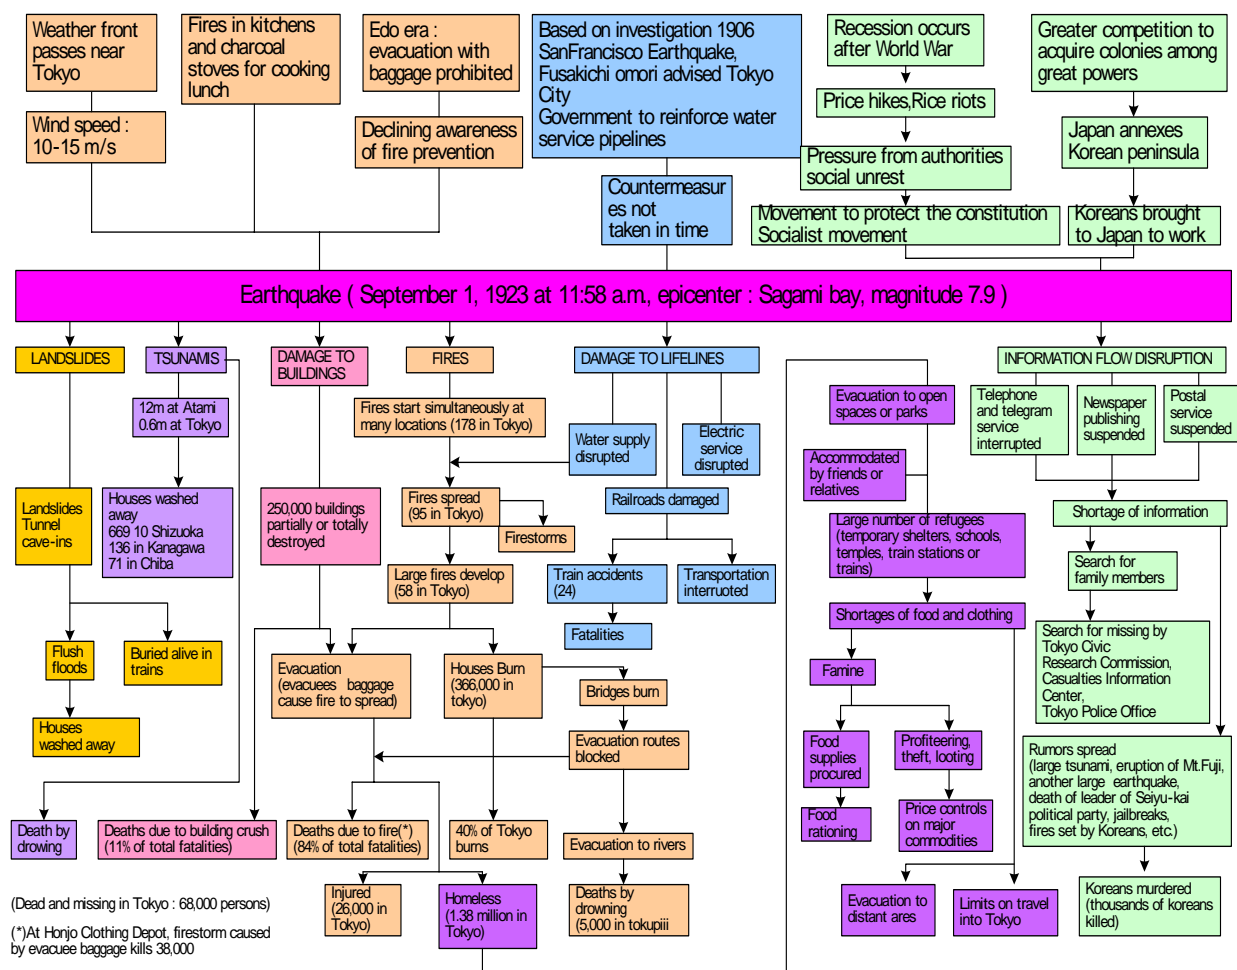 Weather front
passes near
Tokyo
Fires in kitchens
and charcoal
stoves for cooking
lunch
Edo era :
evacuation with
baggage prohibited
Based on investigation 1906
SanFrancisco Earthquake,
Fusakichi omori advised Tokyo
City
Government to reinforce water
service pipelines
Recession occurs
after World War
Greater competition to
acquire colonies among
great powers
Wind speed :
10-15 m/s
Declining awareness
of fire prevention
Price hikes,Rice riots
Japan annexes
Korean peninsula
Pressure from authorities
social unrest
Countermeasur
es not
taken in time
Movement to protect the constitution
Socialist movement
Koreans brought
to Japan to work
Earthquake ( September 1, 1923 at 11:58 a.m., epicenter : Sagami bay, magnitude 7.9 )
LANDSLIDES
TSUNAMIS
DAMAGE TO
BUILDINGS
FIRES
DAMAGE TO LIFELINES
INFORMATION FLOW DISRUPTION
12m at Atami
0.6m at Tokyo
Fires start simultaneously at
many locations (178 in Tokyo)
Water supply
disrupted
Electric
service
disrupted
Evacuation to open
spaces or parks
Telephone
and telegram
service
interrupted
Newspaper
publishing
suspended
Postal
service
suspended
Accommodated
by friends or
relatives
Landslides
Tunnel
cave-ins
Houses washed
away
669 10 Shizuoka
136 in Kanagawa
71 in Chiba
250,000 buildings
partially or totally
destroyed
Fires spread
(95 in Tokyo)
Firestorms
Railroads damaged
Large number of refugees
(temporary shelters, schools,
temples, train stations or
trains)
Shortage of information
Large fires develop
(58 in Tokyo)
Train accidents
(24)
Transportation
interruoted
Search for
family members
Shortages of food and clothing
Fatalities
Flush
floods
Buried alive in
trains
Evacuation
(evacuees baggage
cause fire to spread)
Houses Burn
(366,000 in
tokyo)
Bridges burn
Famine
Search for missing by
Tokyo Civic
Research Commission,
Casualties Information
Center,
Tokyo Police Office
Houses
washed away
Evacuation routes
blocked
Food
supplies
procured
Profiteering,
theft, looting
Rumors spread
(large tsunami, eruption of Mt.Fuji,
another large earthquake,
death of leader of Seiyu-kai
political party, jailbreaks,
fires set by Koreans, etc.)
Food
rationing
Price controls
on major
commodities
Death by
drowing
Deaths due to building crush
(11% of total fatalities)
Deaths due to fire(*)
(84% of total fatalities)
40% of Tokyo
burns
Evacuation to rivers
Injured
(26,000 in
Tokyo)
Homeless
(1.38 million in
Tokyo)
Deaths by
drowning
(5,000 in tokupiii
Evacuation to
distant ares
Limits on travel
into Tokyo
Koreans murdered
(thousands of koreans
killed)
(Dead and missing in Tokyo : 68,000 persons)
(*)At Honjo Clothing Depot, firestorm caused
by evacuee baggage kills 38,000